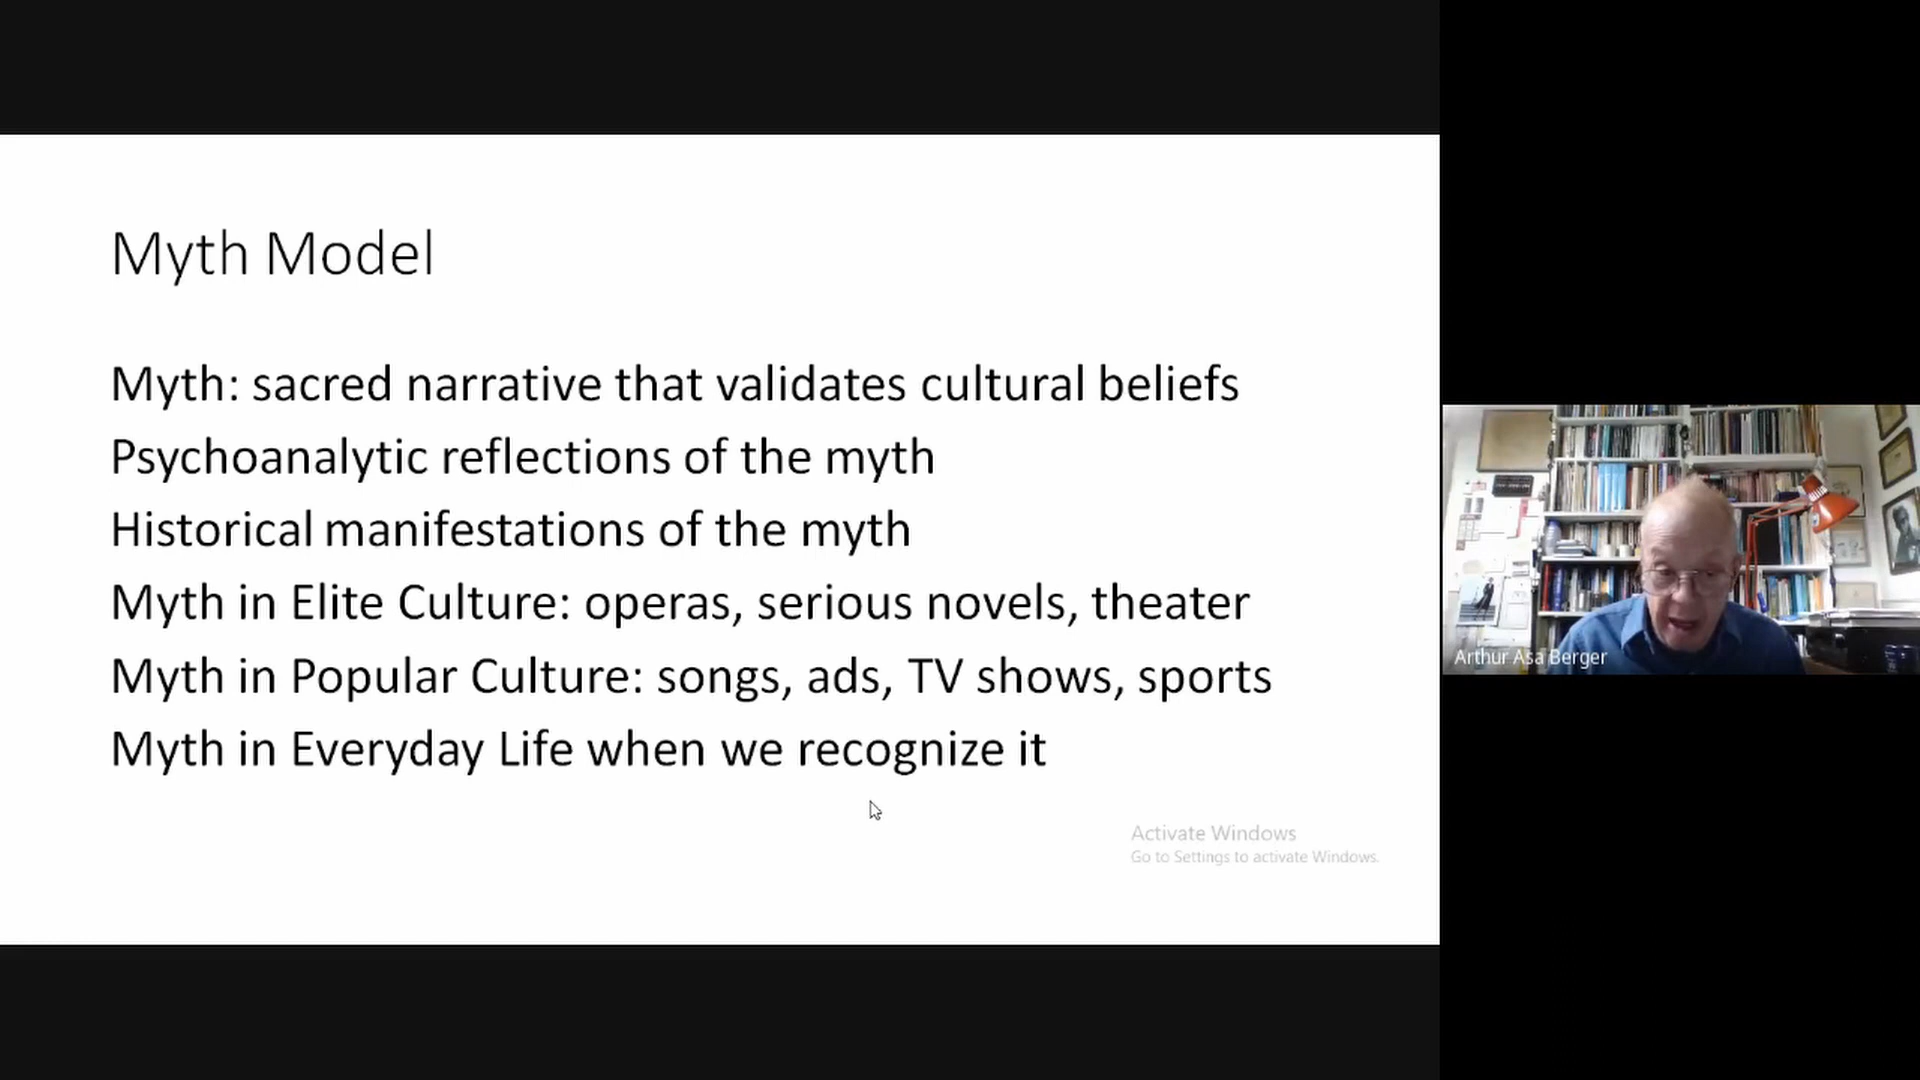 Myth Model
Myth: sacred narrative that validates cultural beliefs
Psychoanalytic reflections of the myth
Historical manifestations of the myth
Myth in Elite Culture: operas, serious novels, theater
Myth in Popular Culture: songs, ads, TV shows, sports
Myth in Everyday Life when we recognize it
Activate Windows
Go to Settings to activate Windows.
Arthur Asa Berger